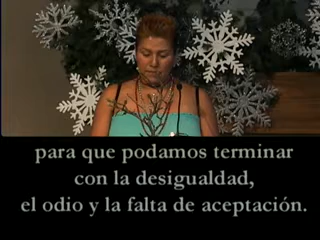 para que podamos terminar
con la desigualdad,
el odio y la falta de aceptación.